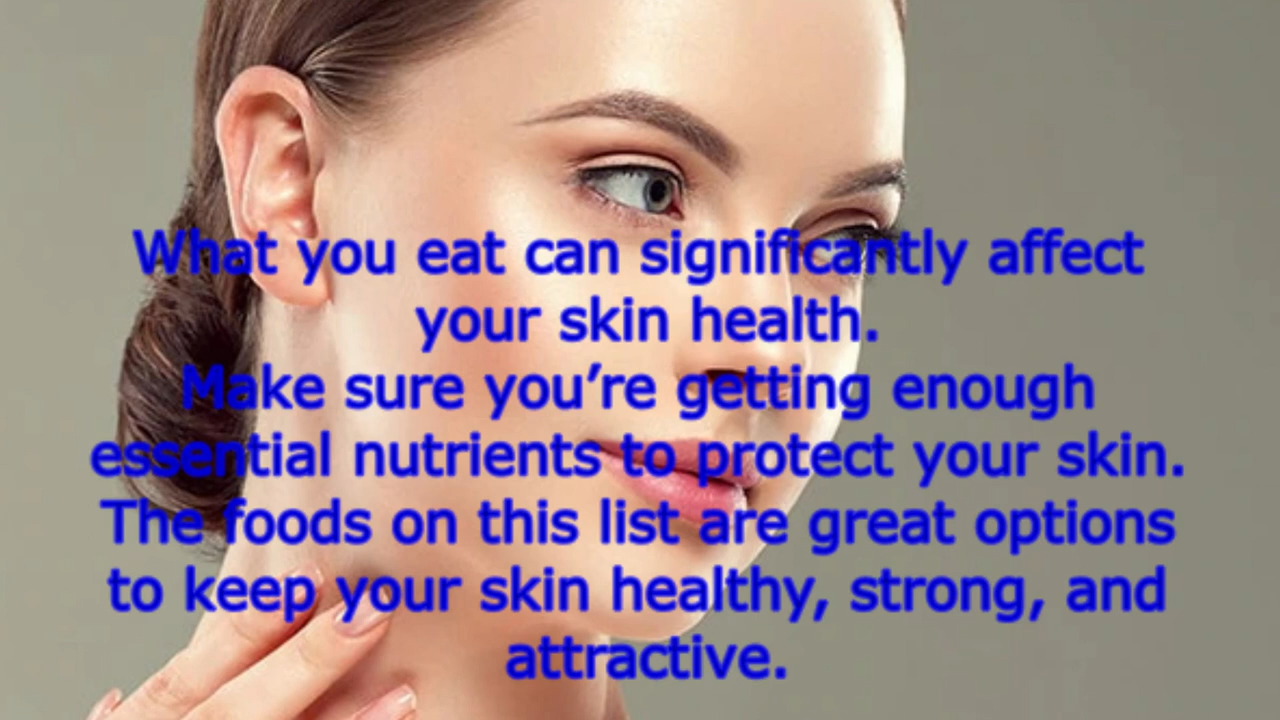 What you eat can significantly affect
your skin health.
Make sure you’re getting enough
essential nutrients to protect your skin.
The foods on this list are great options
to keep your skin healthy, strong, and
attractive.